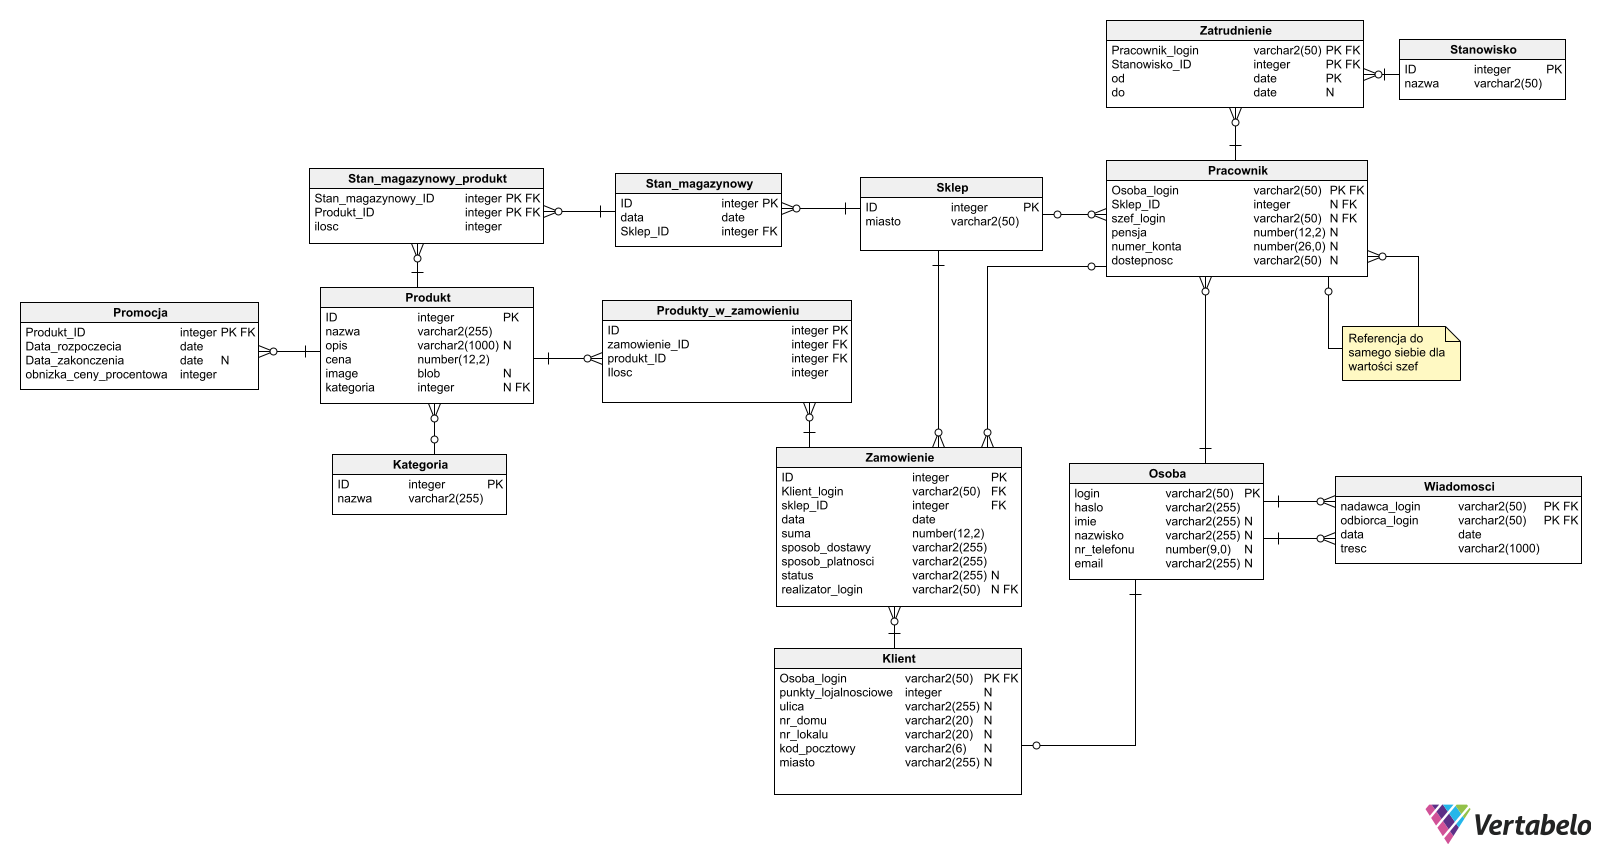 Zatrudnienie
Pracownik_login varchar2(50) PK FK
Stanowisko_ID integer PK FK
od date PK
do date N
Stanowisko
ID integer PK
nazwa varchar2(50)
Stan_magazynowy_produkt
Stan_magazynowy_ID integer PK FK
Produkt_ID integer PK FK
ilosc integer
Stan_magazynowy
ID integer PK
data date
Sklep_ID integer FK
Sklep
ID integer PK
miasto varchar2(50)
Pracownik
Osoba_login varchar2(50) PK FK
Sklep_ID integer N FK
szef_login varchar2(50) N FK
pensja number(12,2) N
numer_konta number(26,0) N
dostepnosc varchar2(50) N
Promocja
Produkt_ID integer PK FK
Data_rozpoczecia date
Data_zakonczenia date N
obnizka_ceny_procentowa integer
Produkt
ID integer PK
nazwa varchar2(255)
opis varchar2(1000) N
cena number(12,2)
image blob N
kategoria integer N FK
Produkty_w_zamowieniu
ID integer PK
zamowienie_ID integer FK
produkt_ID integer FK
Ilosc integer
Referencja do
samego siebie dla
wartości szef
Kategoria
ID integer PK
nazwa varchar2(255)
Zamowienie
ID integer PK
Klient_login varchar2(50) FK
sklep_ID integer FK
data date
suma number(12,2)
sposob_dostawy varchar2(255)
sposob_platnosci varchar2(255)
status varchar2(255) N
realizator_login varchar2(50) N FK
Osoba
login varchar2(50) PK
haslo varchar2(255)
imie varchar2(255) N
nazwisko varchar2(255) N
nr_telefonu number(9,0) N
email varchar2(255) N
Wiadomosci
nadawca_login varchar2(50) PK FK
odbiorca_login varchar2(50) PK FK
data date
tresc varchar2(1000)
Klient
Osoba_login varchar2(50) PK FK
punkty_lojalnosciowe integer N
ulica varchar2(255) N
nr_domu varchar2(20) N
nr_lokalu varchar2(20) N
kod_pocztowy varchar2(6) N
miasto varchar2(255) N
Vertabelo